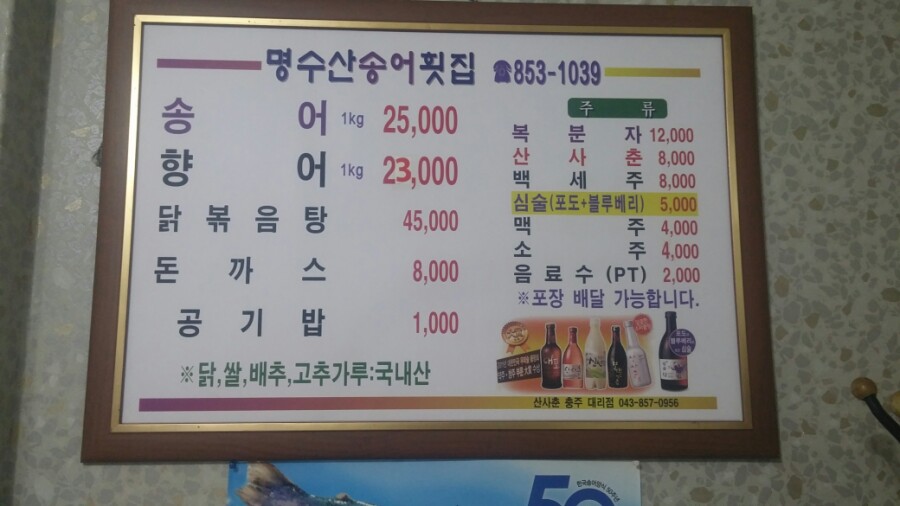 명수산송어횟집 ☎853-1039
송어 1kg 25,000
향어 1kg 23,000
닭볶음탕 45,000
돈까스 8,000
공기밥 1,000
※닭,쌀,배추,고추가루:국내산
주류
복분자 12,000
산사춘 8,000
백세주 8,000
심술(포도+블루베리) 5,000
맥주 4,000
소주 4,000
음료수(PT) 2,000
※포장 배달 가능합니다.
산사춘 충주 대리점 043-857-0956
50